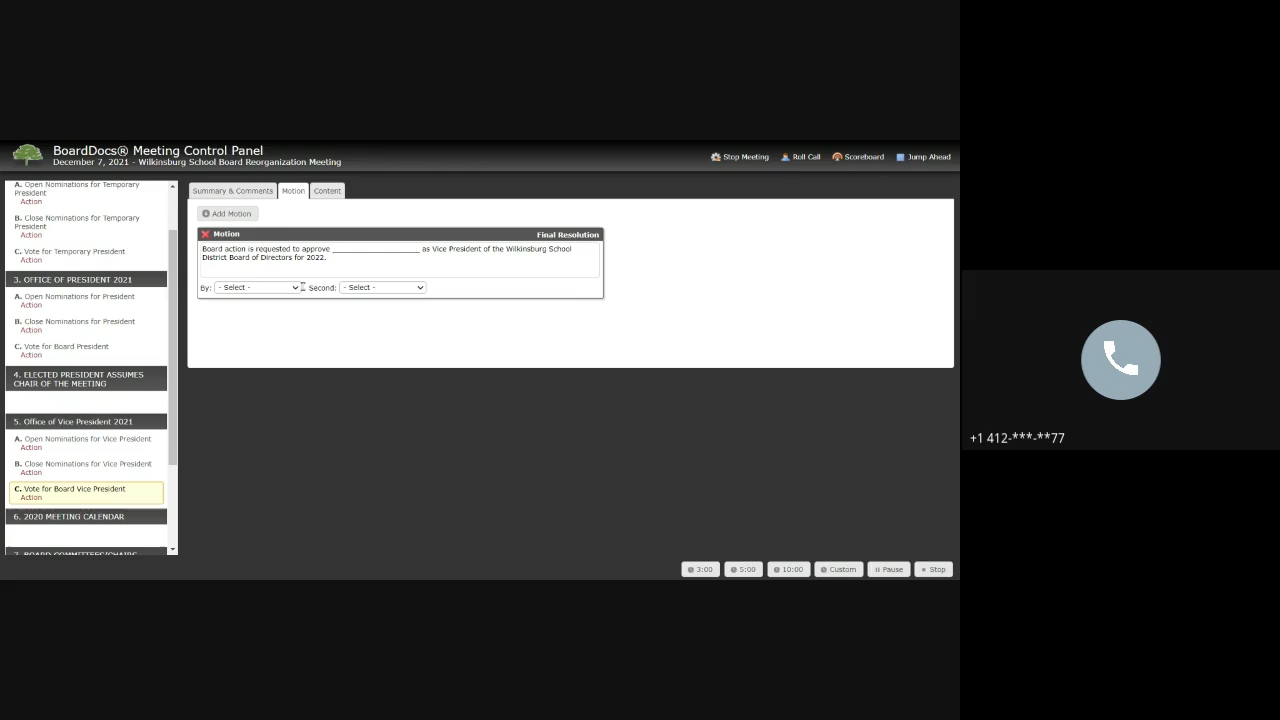 BoardDocs® Meeting Control Panel
December 7, 2021 - Wilkinsburg School Board Reorganization Meeting
Stop Meeting
Roll Call
Scoreboard
Jump Ahead
A. Open Nominations for Temporary
President
Action
B. Close Nominations for Temporary
President
Action
C. Vote for Temporary President
Action
3. OFFICE OF PRESIDENT 2021
A. Open Nominations for President
Action
B. Close Nominations for President
Action
C. Vote for Board President
Action
4. ELECTED PRESIDENT ASSUMES
CHAIR OF THE MEETING
5. Office of Vice President 2021
A. Open Nominations for Vice President
Action
B. Close Nominations for Vice President
Action
C. Vote for Board Vice President
Action
6. 2020 MEETING CALENDAR
7. BOARD COMMITTEES/CHAIRS
Summary & Comments
Motion
Content
Add Motion
Motion
Final Resolution
Board action is requested to approve ______________________ as Vice President of the Wilkinsburg School
District Board of Directors for 2022.
By: - Select - Second: - Select -
3:00
5:00
10:00
Custom
Pause
Stop
+1 412-***-**77